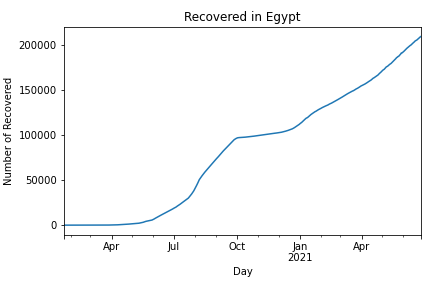 Recovered in Egypt
200000
150000
100000
50000
0
Number of Recovered
Apr
Jul
Oct
Jan
2021
Apr
Day